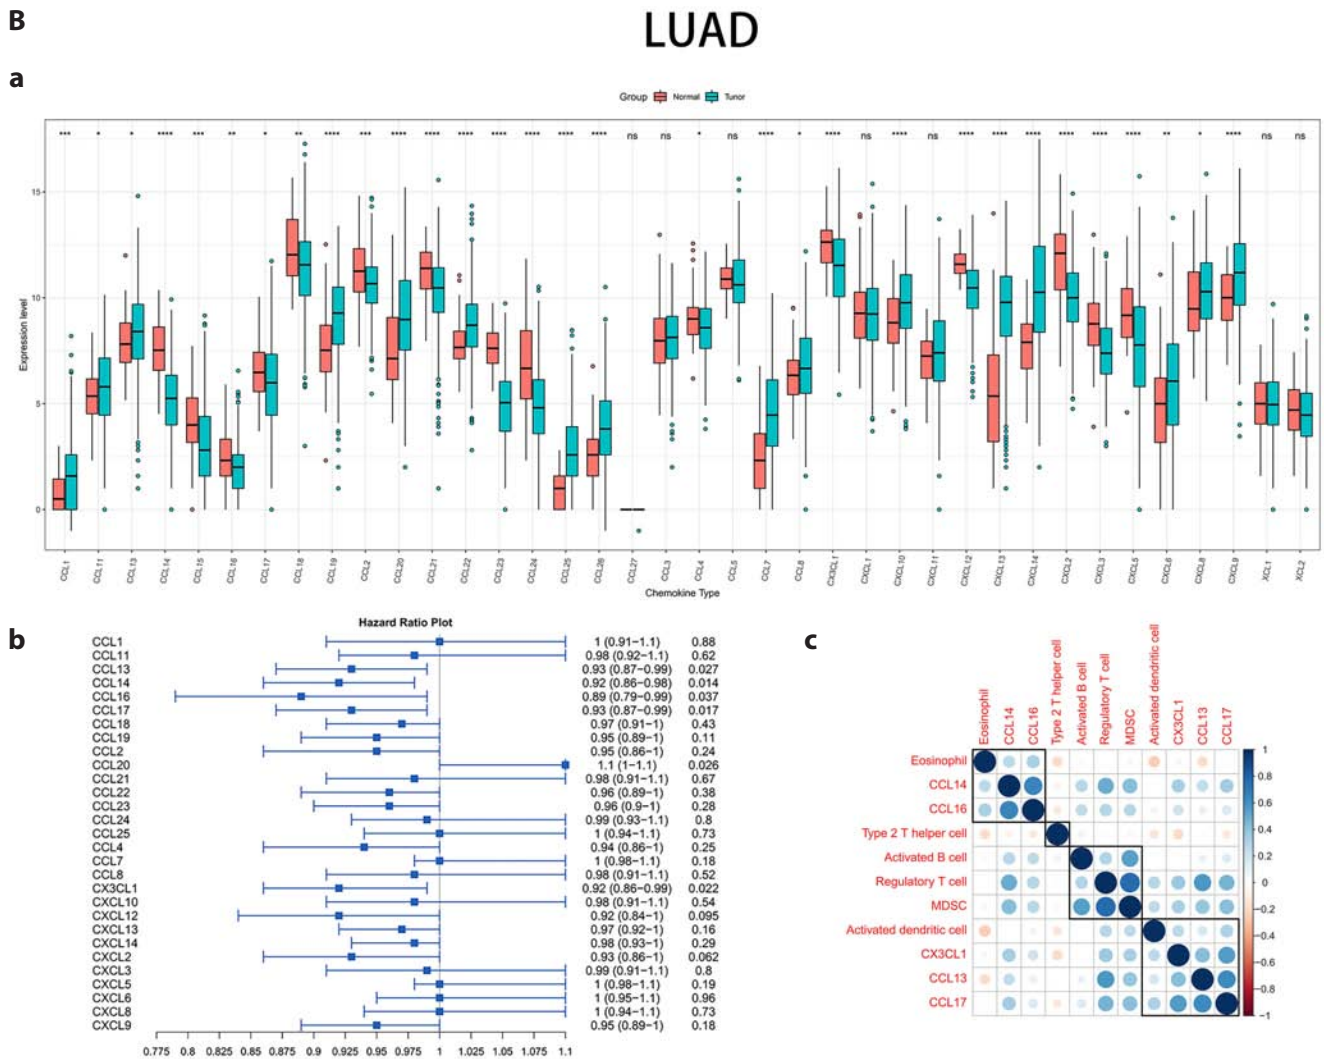 B
LUAD
a
Group Normal Tunor
*** * * **** *** ** * ** **** *** **** **** **** **** **** **** **** ns ns * ns **** * **** ns **** ns **** **** **** **** **** **** ** * **** ns ns
Expression level
15
10
5
0
CCL1 CCL11 CCL13 CCL14 CCL15 CCL16 CCL17 CCL18 CCL19 CCL2 CCL20 CCL21 CCL22 CCL23 CCL24 CCL25 CCL26 CCL27 CCL3 CCL4 CCL5 CCL7 CCL8 CX3CL1 CXCL1 CXCL10 CXCL11 CXCL12 CXCL13 CXCL14 CXCL2 CXCL3 CXCL5 CXCL6 CXCL8 CXCL9 XCL1 XCL2
Chemokine Type
b
Hazard Ratio Plot
CCL1 1 (0.91−1.1) 0.88
CCL11 0.98 (0.92−1.1) 0.62
CCL13 0.93 (0.87−0.99) 0.027
CCL14 0.92 (0.86−0.98) 0.014
CCL16 0.89 (0.79−0.99) 0.037
CCL17 0.93 (0.87−0.99) 0.017
CCL18 0.97 (0.91−1) 0.43
CCL19 0.95 (0.89−1) 0.11
CCL2 0.95 (0.86−1) 0.24
CCL20 1.1 (1−1.1) 0.026
CCL21 0.98 (0.91−1.1) 0.67
CCL22 0.96 (0.89−1) 0.38
CCL23 0.96 (0.9−1) 0.28
CCL24 0.99 (0.93−1.1) 0.8
CCL25 1 (0.94−1.1) 0.73
CCL4 0.94 (0.86−1) 0.25
CCL7 1 (0.98−1.1) 0.18
CCL8 0.98 (0.91−1.1) 0.52
CX3CL1 0.92 (0.86−0.99) 0.022
CXCL10 0.98 (0.91−1.1) 0.54
CXCL12 0.92 (0.84−1) 0.095
CXCL13 0.97 (0.92−1) 0.16
CXCL14 0.98 (0.93−1) 0.29
CXCL2 0.93 (0.86−1) 0.062
CXCL3 0.99 (0.91−1.1) 0.8
CXCL5 1 (0.98−1.1) 0.19
CXCL6 1 (0.95−1.1) 0.96
CXCL8 1 (0.94−1.1) 0.73
CXCL9 0.95 (0.89−1) 0.18
0.775 0.8 0.825 0.85 0.875 0.9 0.925 0.95 0.975 1 1.025 1.05 1.075 1.1
c
Eosinophil
CCL14
CCL16
Type 2 T helper cell
Activated B cell
Regulatory T cell
MDSC
Activated dendritic cell
CX3CL1
CCL13
CCL17
Eosinophil
CCL14
CCL16
Type 2 T helper cell
Activated B cell
Regulatory T cell
MDSC
Activated dendritic cell
CX3CL1
CCL13
CCL17
1
0.8
0.6
0.4
0.2
0
−0.2
−0.4
−0.6
−0.8
−1